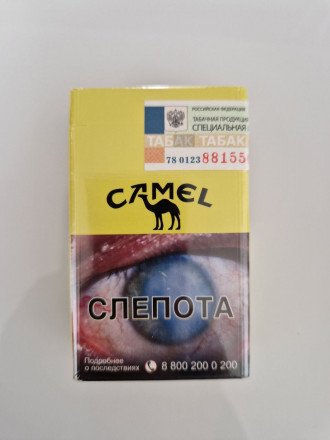 РОССИЙСКАЯ ФЕДЕРАЦИЯ
ТАБАЧНАЯ ПРОДУКЦИЯ
СПЕЦИАЛЬНАЯ
ТАБАК ТАБАК
78 0123 88155
CAMEL
СЛЕПОТА
Подробнее
о последствиях 8 800 200 0 200